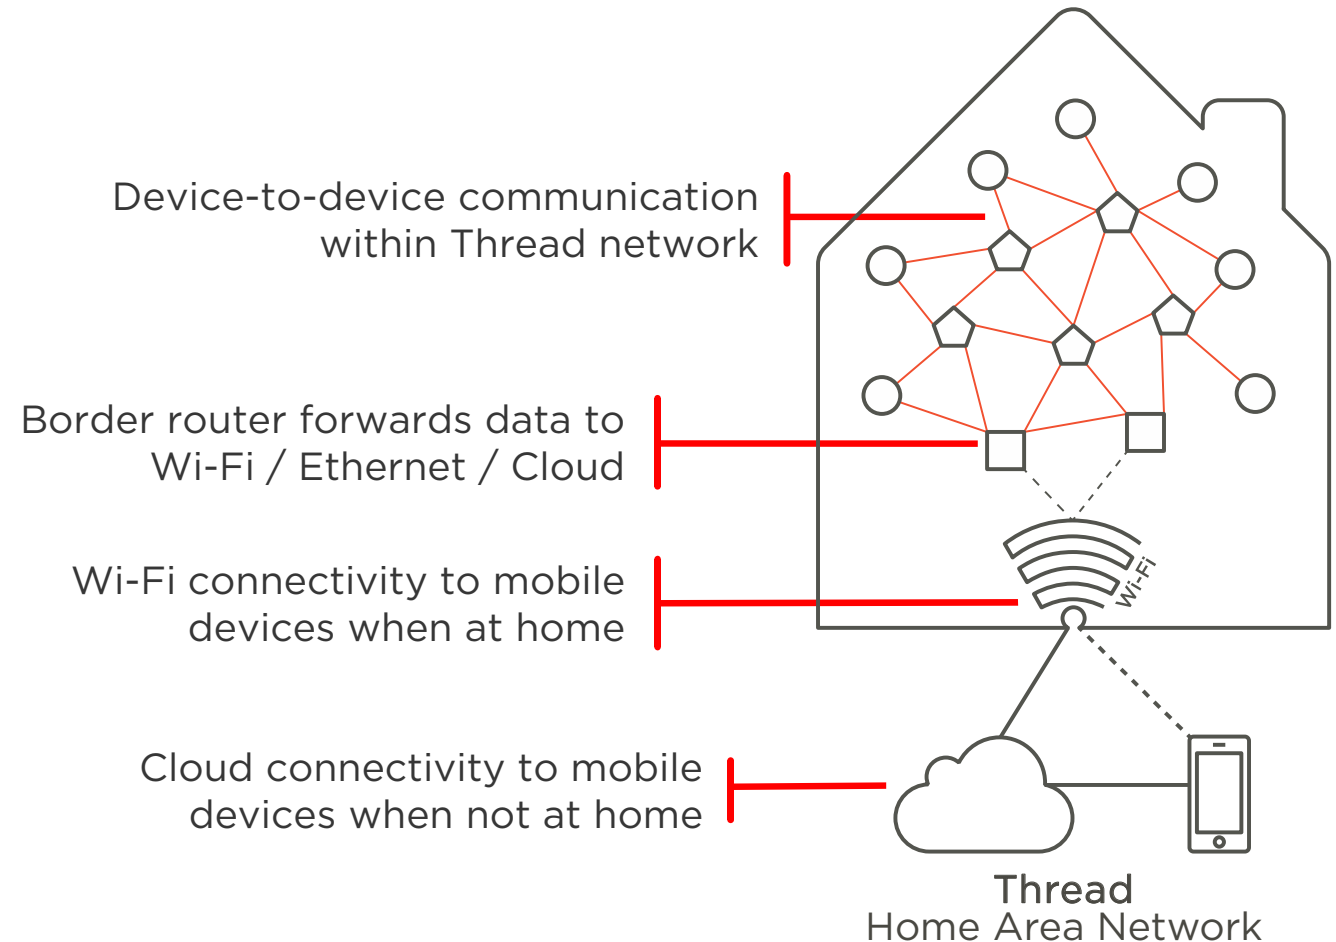 Device-to-device communication
within Thread network
Border router forwards data to
Wi-Fi / Ethernet / Cloud
Wi-Fi connectivity to mobile
devices when at home
Wi-Fi
Cloud connectivity to mobile
devices when not at home
Thread
Home Area Network